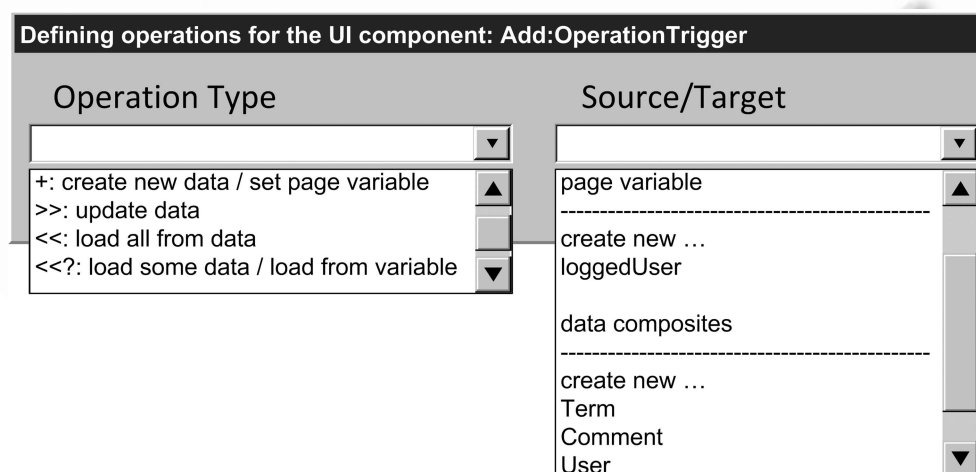 Defining operations for the UI component: Add:OperationTrigger
Operation Type
+: create new data / set page variable
>>: update data
<<: load all from data
<<?: load some data / load from variable
Source/Target
page variable
-----------------------------------------------
create new …
loggedUser
data composites
-----------------------------------------------
create new …
Term
Comment
User